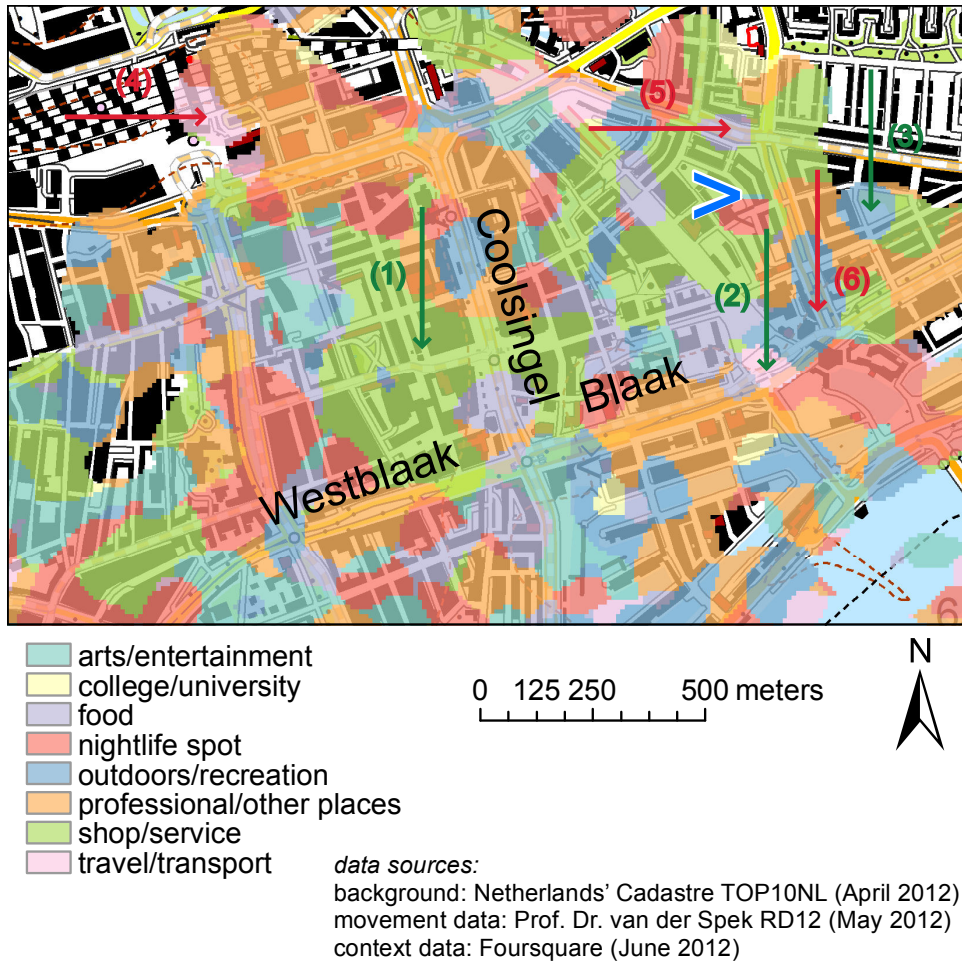 (4)
(5)
(3)
>
(1)
Coolsingel
(2)
(6)
Blaak
Westblaak
6
arts/entertainment
college/university
food
nightlife spot
outdoors/recreation
professional/other places
shop/service
travel/transport
0 125 250 500 meters
N
data sources:
background: Netherlands' Cadastre TOP10NL (April 2012)
movement data: Prof. Dr. van der Spek RD12 (May 2012)
context data: Foursquare (June 2012)